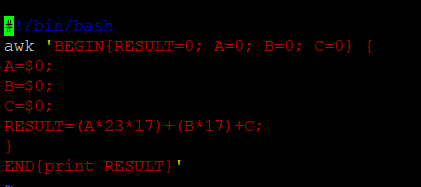 #!/bin/bash
awk 'BEGIN{RESULT=0; A=0; B=0; C=0} {
A=$0;
B=$0;
C=$0;
RESULT=(A*23*17)+(B*17)+C;
}
END{print RESULT}'